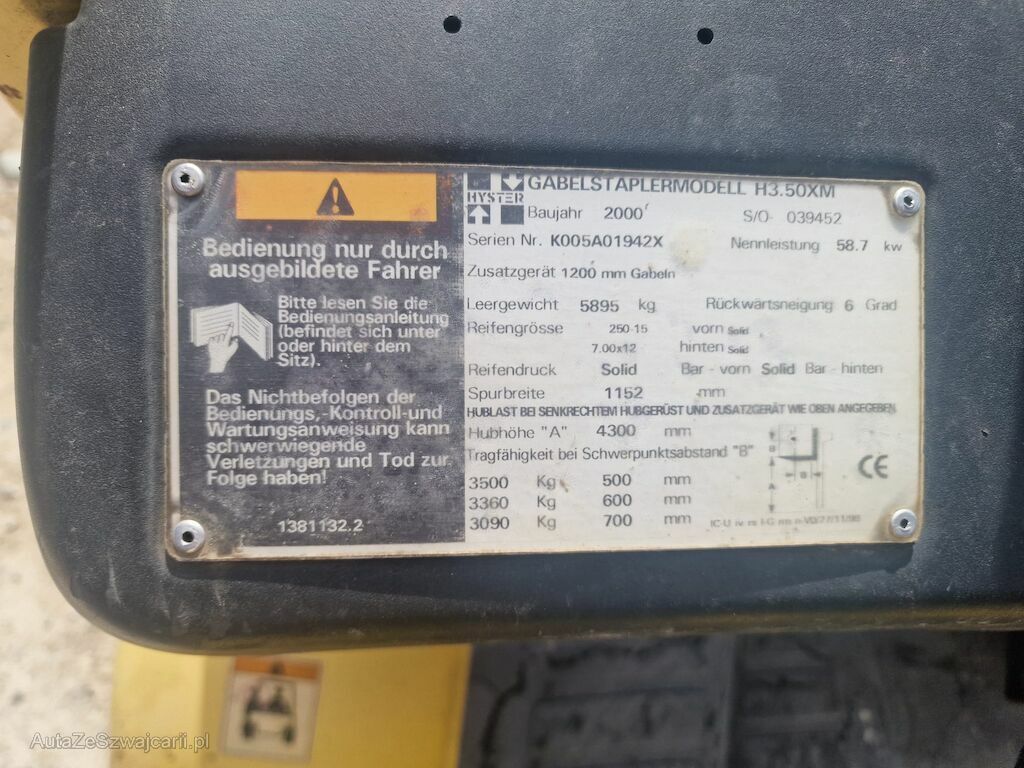 Bedienung nur durch
ausgebildete Fahrer
Bitte lesen Sie die
Bedienungsanleitung
(befindet sich unter
oder hinter dem
Sitz).
Das Nichtbefolgen der
Bedienungs,-Kontroll-und
Wartungsanweisung kann
schwerwiegende
Verletzungen und Tod zur
Folge haben!
1381132.2
HYSTER
GABELSTAPLERMODELL H3.50XM
Baujahr 2000 S/O- 039452
Serien Nr. K005A01942X Nennleistung 58.7 kw
Zusatzgerät 1200 mm Gabeln
Leergewicht 5895 kg Rückwärtsneigung 6 Grad
Reifengrösse 250-15 vorn Solid
7.00x12 hinten Solid
Reifendruck Solid Bar - vorn Solid Bar - hinten
Spurbreite 1152 mm
HUBLAST BEI SENKRECHTEM HUBGERÜST UND ZUSATZGERÄT WIE OBEN ANGEGEBEN
Hubhöhe "A" 4300 mm
Tragfähigkeit bei Schwerpunktsabstand "B"
3500 Kg 500 mm
3360 Kg 600 mm
3090 Kg 700 mm
B
B
A
CE
AutaZeSzwajcarii.pl